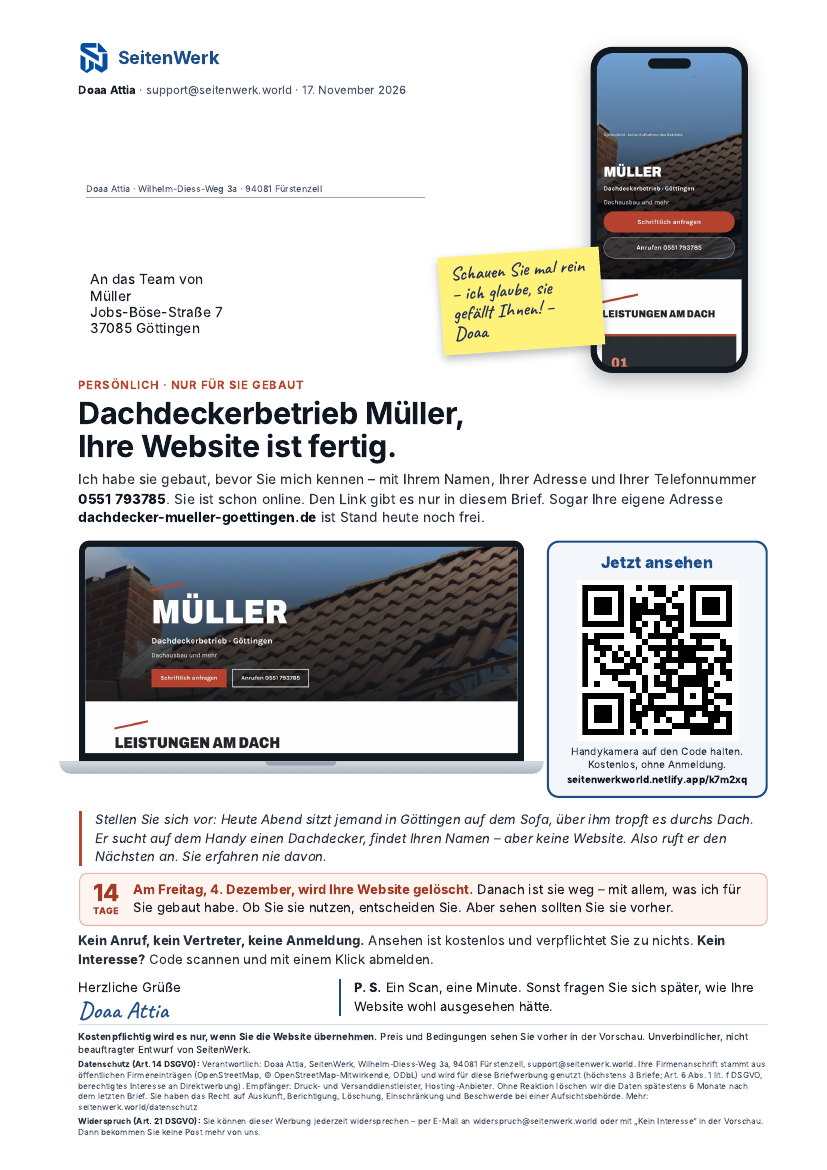 SeitenWerk
Doaa Attia · support@seitenwerk.world · 17. November 2026
Doaa Attia · Wilhelm-Diess-Weg 3a · 94081 Fürstenzell
An das Team von
Müller
Jobs-Böse-Straße 7
37085 Göttingen
MÜLLER
Dachdeckerbetrieb · Göttingen
Dachausbau und mehr
Schriftlich anfragen
Anrufen 0551 793785
LEISTUNGEN AM DACH
01
Schauen Sie mal rein
– ich glaube, sie
gefällt Ihnen! –
Doaa
PERSÖNLICH · NUR FÜR SIE GEBAUT
Dachdeckerbetrieb Müller,
Ihre Website ist fertig.
Ich habe sie gebaut, bevor Sie mich kennen – mit Ihrem Namen, Ihrer Adresse und Ihrer Telefonnummer
0551 793785. Sie ist schon online. Den Link gibt es nur in diesem Brief. Sogar Ihre eigene Adresse
dachdecker-mueller-goettingen.de ist Stand heute noch frei.
MÜLLER
Dachdeckerbetrieb · Göttingen
Dachausbau und mehr
Schriftlich anfragen
Anrufen 0551 793785
LEISTUNGEN AM DACH
Jetzt ansehen
Handykamera auf den Code halten.
Kostenlos, ohne Anmeldung.
seitenwerkworld.netlify.app/k7m2xq
Stellen Sie sich vor: Heute Abend sitzt jemand in Göttingen auf dem Sofa, über ihm tropft es durchs Dach.
Er sucht auf dem Handy einen Dachdecker, findet Ihren Namen – aber keine Website. Also ruft er den
Nächsten an. Sie erfahren nie davon.
14
TAGE
Am Freitag, 4. Dezember, wird Ihre Website gelöscht. Danach ist sie weg – mit allem, was ich für
Sie gebaut habe. Ob Sie sie nutzen, entscheiden Sie. Aber sehen sollten Sie sie vorher.
Kein Anruf, kein Vertreter, keine Anmeldung. Ansehen ist kostenlos und verpflichtet Sie zu nichts. Kein
Interesse? Code scannen und mit einem Klick abmelden.
Herzliche Grüße
Doaa Attia
P. S. Ein Scan, eine Minute. Sonst fragen Sie sich später, wie Ihre
Website wohl ausgesehen hätte.
Kostenpflichtig wird es nur, wenn Sie die Website übernehmen. Preis und Bedingungen sehen Sie vorher in der Vorschau. Unverbindlicher, nicht
beauftragter Entwurf von SeitenWerk.
Datenschutz (Art. 14 DSGVO): Verantwortlich: Doaa Attia, SeitenWerk, Wilhelm-Diess-Weg 3a, 94081 Fürstenzell, support@seitenwerk.world. Ihre Firmenanschrift stammt aus
öffentlichen Firmeneinträgen (OpenStreetMap, © OpenStreetMap-Mitwirkende, ODbL) und wird für diese Briefwerbung genutzt (höchstens 3 Briefe; Art. 6 Abs. 1 lit. f DSGVO,
berechtigtes Interesse an Direktwerbung). Empfänger: Druck- und Versanddienstleister, Hosting-Anbieter. Ohne Reaktion löschen wir die Daten spätestens 6 Monate nach
dem letzten Brief. Sie haben das Recht auf Auskunft, Berichtigung, Löschung, Einschränkung und Beschwerde bei einer Aufsichtsbehörde. Mehr:
seitenwerk.world/datenschutz
Widerspruch (Art. 21 DSGVO): Sie können dieser Werbung jederzeit widersprechen – per E-Mail an widerspruch@seitenwerk.world oder mit „Kein Interesse" in der Vorschau.
Dann bekommen Sie keine Post mehr von uns.